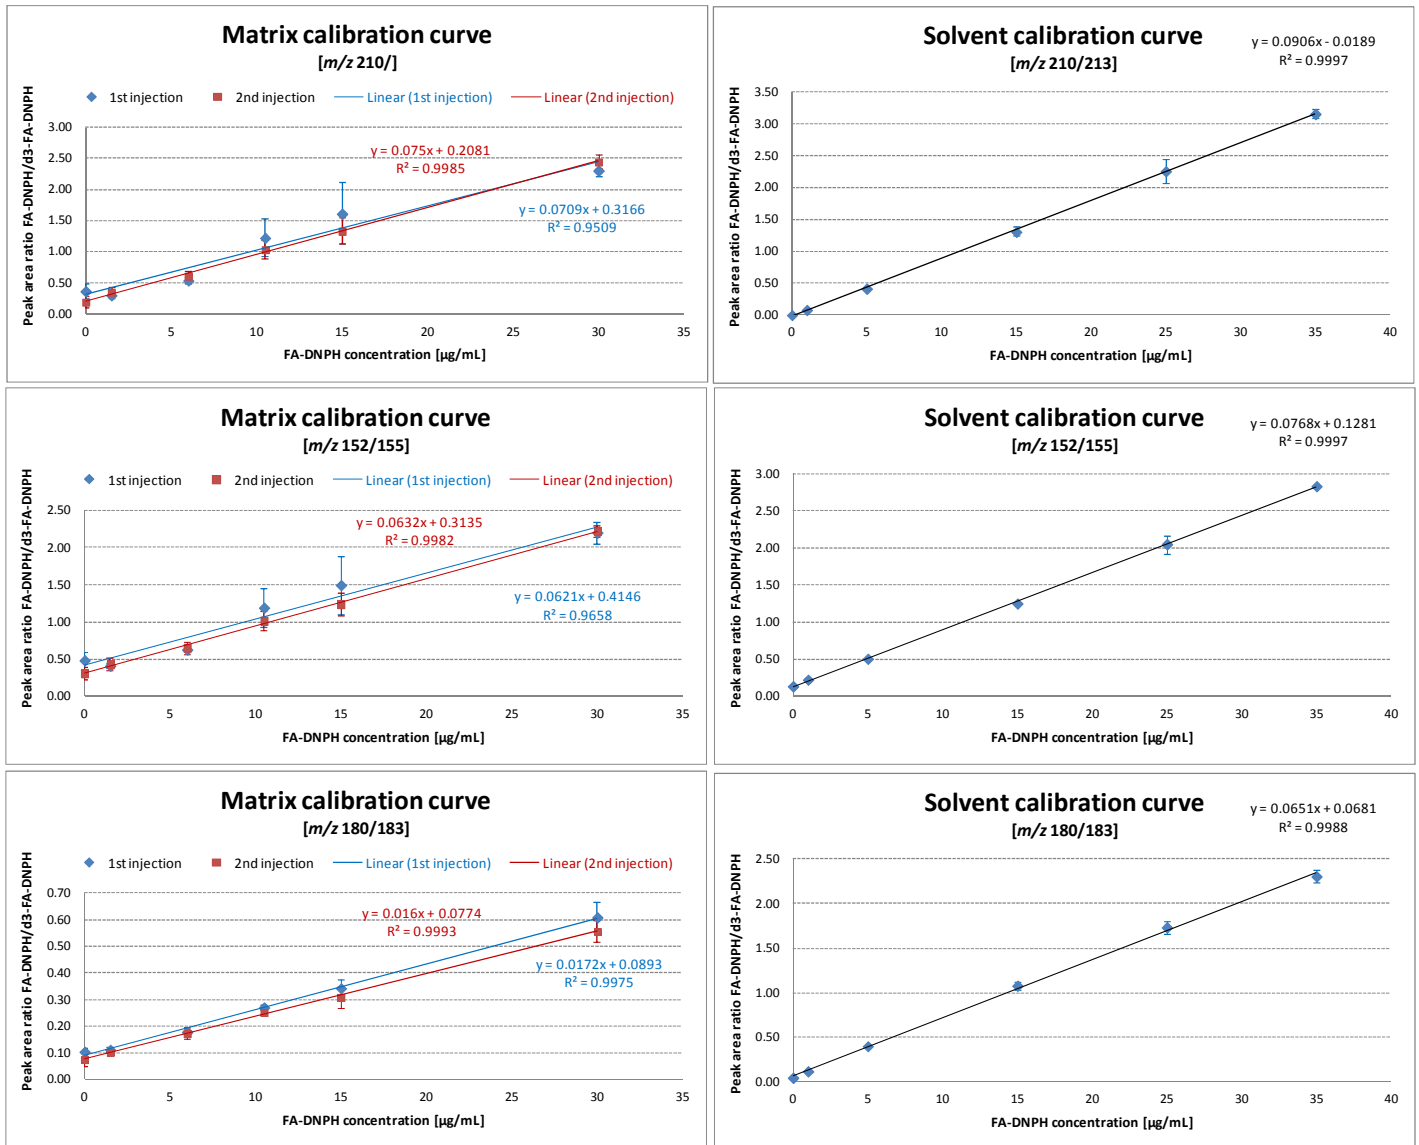 Matrix calibration curve
[m/z 210/]
1st injection 2nd injection Linear (1st injection) Linear (2nd injection)
Peak area ratio FA-DNPH/d3-FA-DNPH
3.00
2.50
2.00
1.50
1.00
0.50
0.00
y = 0.075x + 0.2081
R² = 0.9985
y = 0.0709x + 0.3166
R² = 0.9509
0 5 10 15 20 25 30 35
FA-DNPH concentration [µg/mL]
Solvent calibration curve
[m/z 210/213]
y = 0.0906x - 0.0189
R² = 0.9997
Peak area ratio FA-DNPH/d3-FA-DNPH
3.50
3.00
2.50
2.00
1.50
1.00
0.50
0.00
0 5 10 15 20 25 30 35 40
FA-DNPH concentration [µg/mL]
Matrix calibration curve
[m/z 152/155]
1st injection 2nd injection Linear (1st injection) Linear (2nd injection)
Peak area ratio FA-DNPH/d3-FA-DNPH
2.50
2.00
1.50
1.00
0.50
0.00
y = 0.0632x + 0.3135
R² = 0.9982
y = 0.0621x + 0.4146
R² = 0.9658
0 5 10 15 20 25 30 35
FA-DNPH concentration [µg/mL]
Solvent calibration curve
[m/z 152/155]
y = 0.0768x + 0.1281
R² = 0.9997
Peak area ratio FA-DNPH/d3-FA-DNPH
3.00
2.50
2.00
1.50
1.00
0.50
0.00
0 5 10 15 20 25 30 35 40
FA-DNPH concentration [µg/mL]
Matrix calibration curve
[m/z 180/183]
1st injection 2nd injection Linear (1st injection) Linear (2nd injection)
Peak area ratio FA-DNPH/d3-FA-DNPH
0.70
0.60
0.50
0.40
0.30
0.20
0.10
0.00
y = 0.016x + 0.0774
R² = 0.9993
y = 0.0172x + 0.0893
R² = 0.9975
0 5 10 15 20 25 30 35
FA-DNPH concentration [µg/mL]
Solvent calibration curve
[m/z 180/183]
y = 0.0651x + 0.0681
R² = 0.9988
Peak area ratio FA-DNPH/d3-FA-DNPH
2.50
2.00
1.50
1.00
0.50
0.00
0 5 10 15 20 25 30 35 40
FA-DNPH concentration [µg/mL]